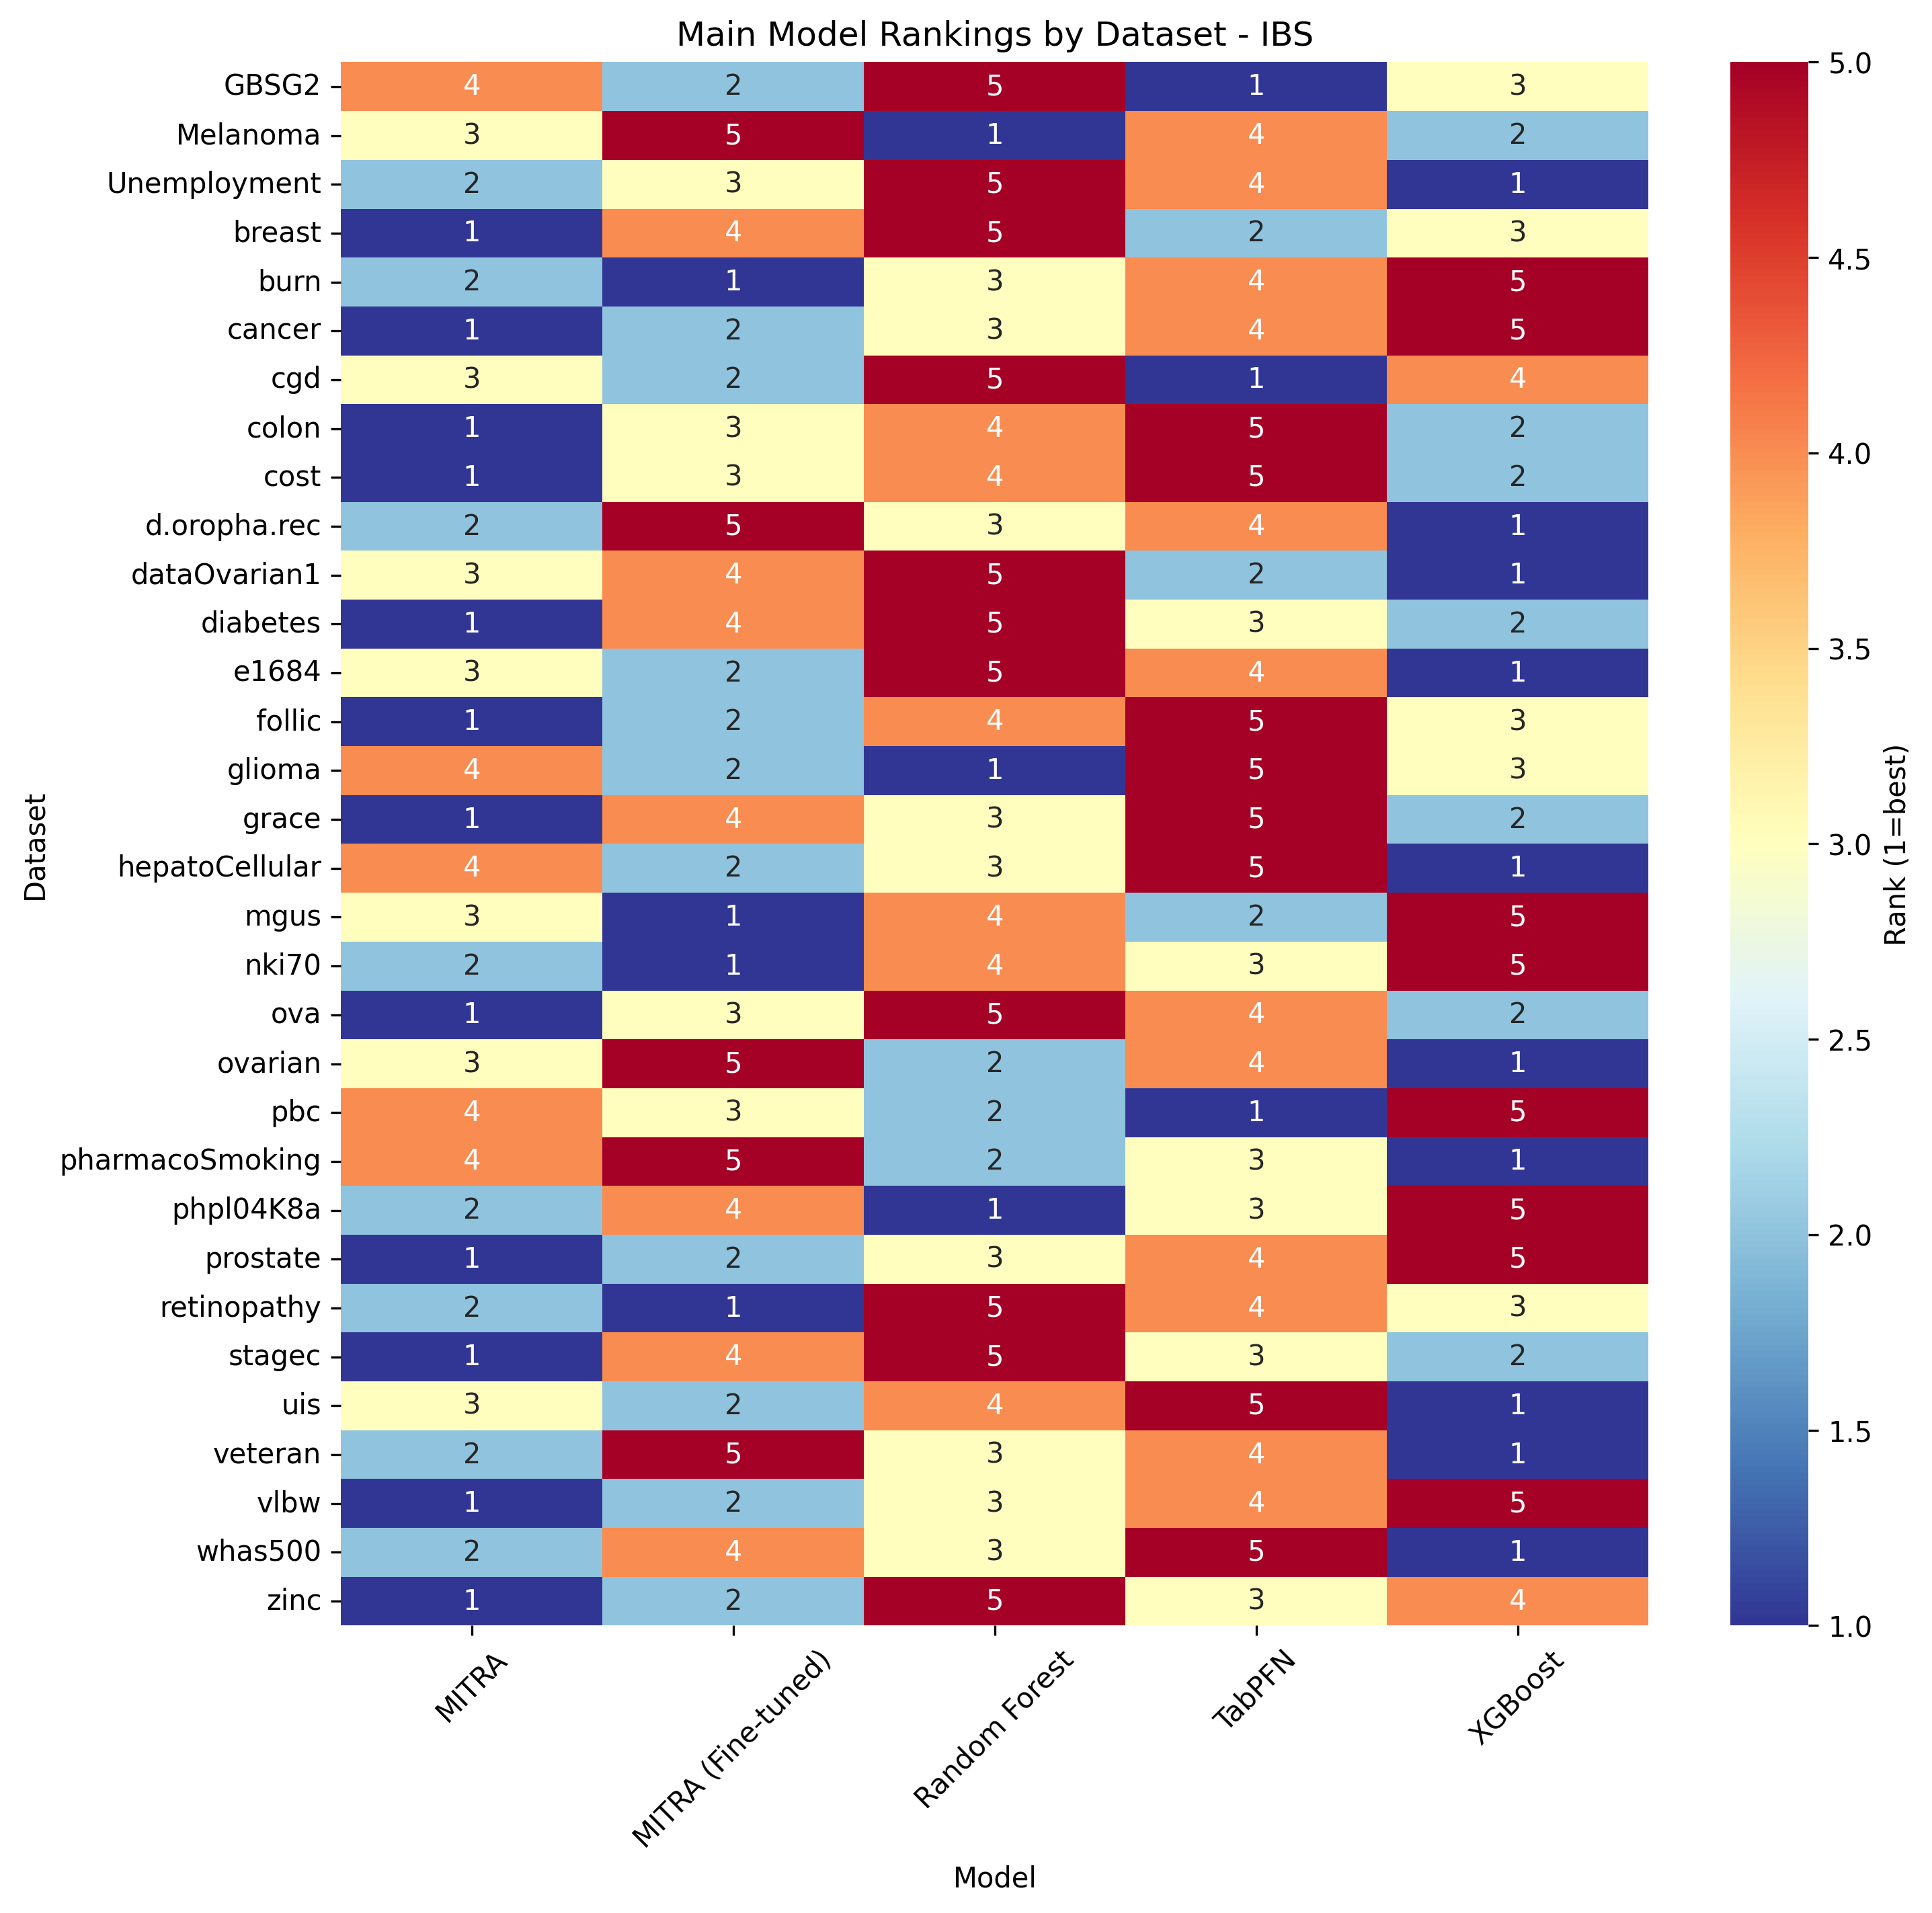 Main Model Rankings by Dataset - IBS
GBSG2 4 2 5 1 3
Melanoma 3 5 1 4 2
Unemployment 2 3 5 4 1
breast 1 4 5 2 3
burn 2 1 3 4 5
cancer 1 2 3 4 5
cgd 3 2 5 1 4
colon 1 3 4 5 2
cost 1 3 4 5 2
d.oropha.rec 2 5 3 4 1
dataOvarian1 3 4 5 2 1
diabetes 1 4 5 3 2
e1684 3 2 5 4 1
follic 1 2 4 5 3
glioma 4 2 1 5 3
grace 1 4 3 5 2
hepatoCellular 4 2 3 5 1
mgus 3 1 4 2 5
nki70 2 1 4 3 5
ova 1 3 5 4 2
ovarian 3 5 2 4 1
pbc 4 3 2 1 5
pharmacoSmoking 4 5 2 3 1
phpl04K8a 2 4 1 3 5
prostate 1 2 3 4 5
retinopathy 2 1 5 4 3
stagec 1 4 5 3 2
uis 3 2 4 5 1
veteran 2 5 3 4 1
vlbw 1 2 3 4 5
whas500 2 4 3 5 1
zinc 1 2 5 3 4
Dataset
MITRA
MITRA (Fine-tuned)
Random Forest
TabPFN
XGBoost
Model
5.0
4.5
4.0
3.5
3.0
2.5
2.0
1.5
1.0
Rank (1=best)